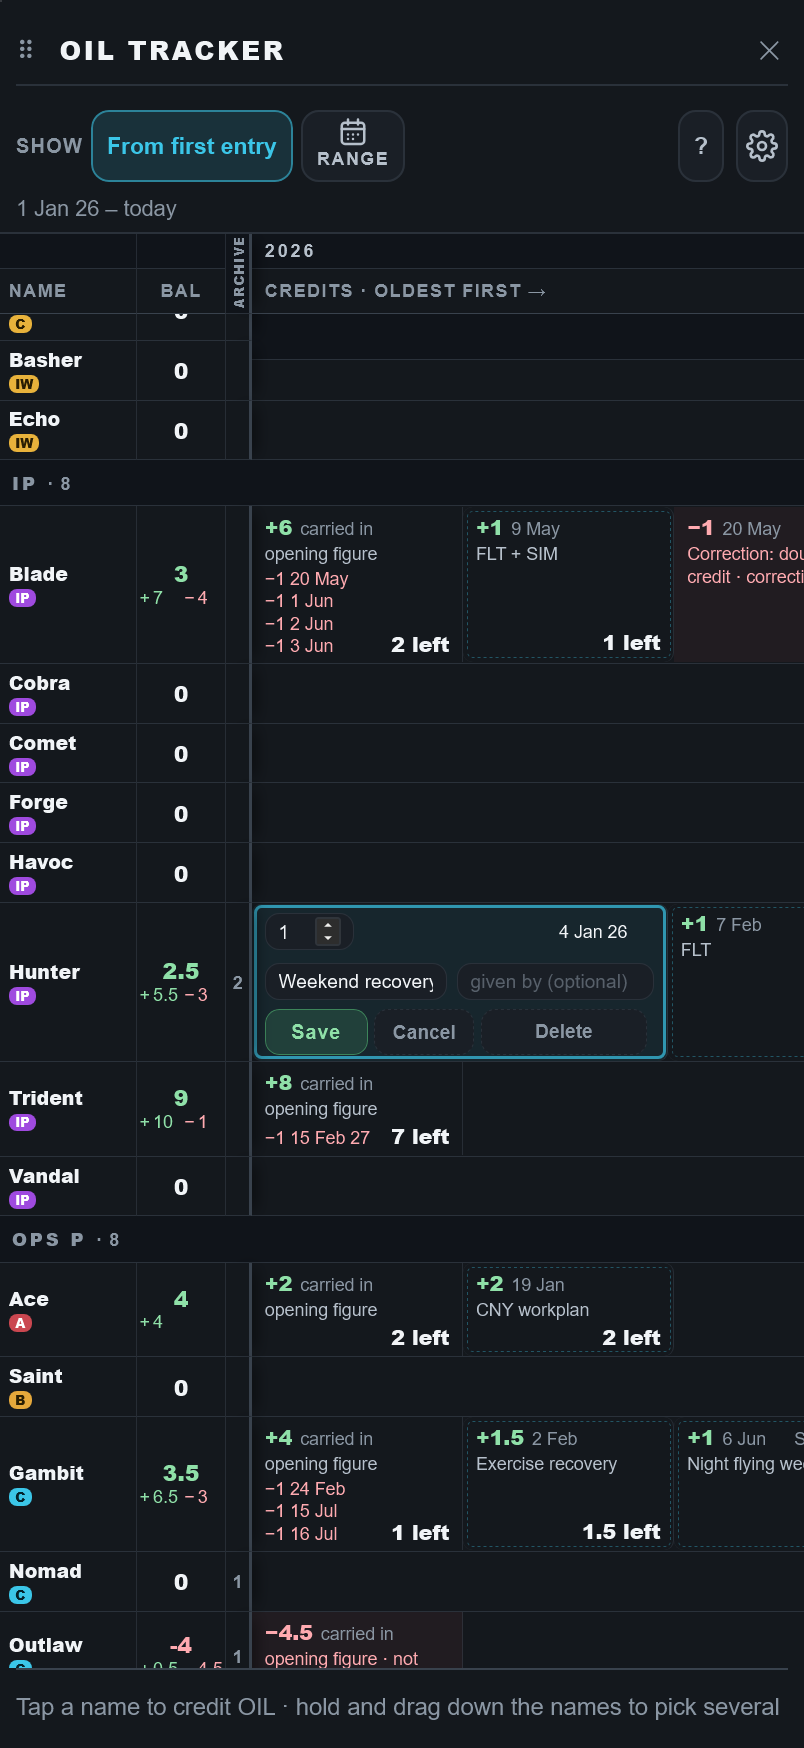 OIL TRACKER
SHOW From first entry RANGE ?
1 Jan 26 – today
ARCHIVE
2026
NAME BAL CREDITS · OLDEST FIRST →
C
Basher 0
IW
Echo 0
IW
IP · 8
+6 carried in +1 9 May −1 20 May
opening figure FLT + SIM Correction: dou
Blade 3 −1 20 May credit · correcti
IP +7 −4 −1 1 Jun
−1 2 Jun
−1 3 Jun 2 left 1 left
Cobra 0
IP
Comet 0
IP
Forge 0
IP
Havoc 0
IP
1 4 Jan 26 +1 7 Feb
FLT
Hunter 2.5 2 Weekend recovery given by (optional)
IP +5.5 −3
Save Cancel Delete
+8 carried in
Trident 9 opening figure
IP +10 −1 −1 15 Feb 27 7 left
Vandal 0
IP
OPS P · 8
+2 carried in +2 19 Jan
Ace 4 opening figure CNY workplan
A +4 2 left 2 left
Saint 0
B
+4 carried in +1.5 2 Feb +1 6 Jun S
opening figure Exercise recovery Night flying wee
Gambit 3.5 −1 24 Feb
C +6.5 −3 −1 15 Jul
−1 16 Jul 1 left 1.5 left
Nomad 0 1
C
−4.5 carried in
Outlaw -4 1 opening figure · not
Tap a name to credit OIL · hold and drag down the names to pick several